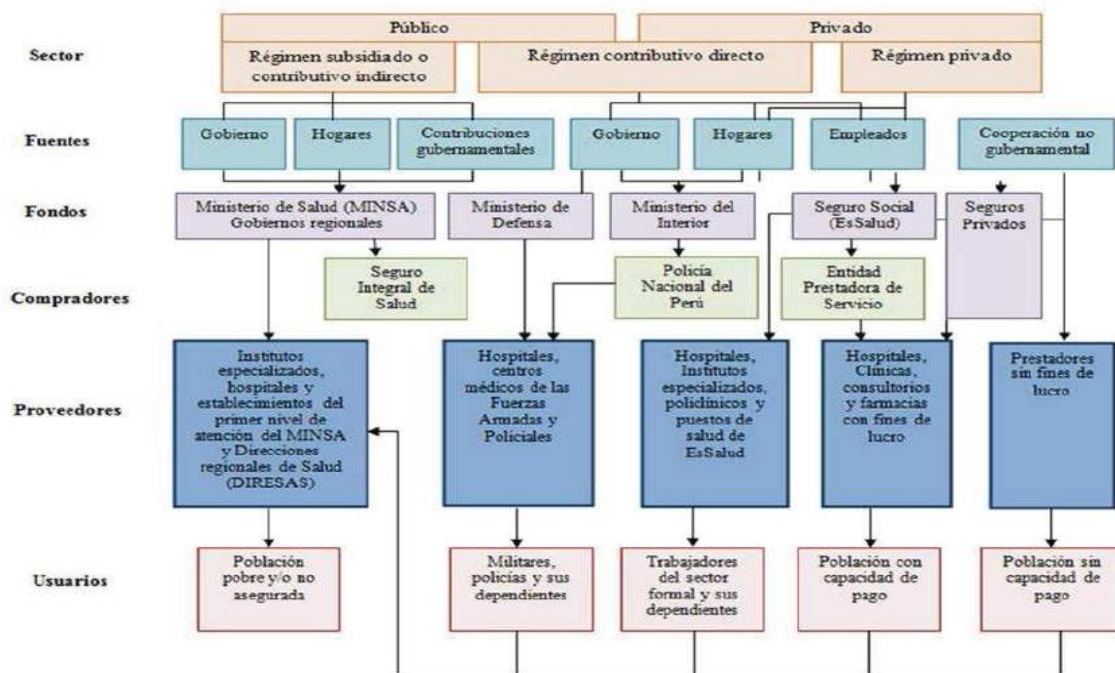 Público
Privado
Sector
Régimen subsidiado o
contributivo indirecto
Régimen contributivo directo
Régimen privado
Fuentes
Gobierno
Hogares
Contribuciones
gubernamentales
Gobierno
Hogares
Empleados
Cooperación no
gubernamental
Fondos
Ministerio de Salud (MINSA)
Gobiernos regionales
Ministerio de
Defensa
Ministerio del
Interior
Seguro Social
(EsSalud)
Seguros
Privados
Compradores
Seguro
Integral de
Salud
Policía
Nacional del
Perú
Entidad
Prestadora de
Servicio
Proveedores
Institutos
especializados,
hospitales y
establecimientos del
primer nivel de
atención del MINSA
y Direcciones
regionales de Salud
(DIRESAS)
Hospitales,
centros
médicos de las
Fuerzas
Armadas y
Policiales
Hospitales,
Institutos
especializados,
policlínicos y
puestos de
salud de
EsSalud
Hospitales,
Clínicas,
consultorios
y farmacias
con fines de
lucro
Prestadores
sin fines de
lucro
Usuarios
Población
pobre y/o no
asegurada
Militares,
policías y sus
dependientes
Trabajadores
del sector
formal y sus
dependientes
Población con
capacidad de
pago
Población sin
capacidad de
pago